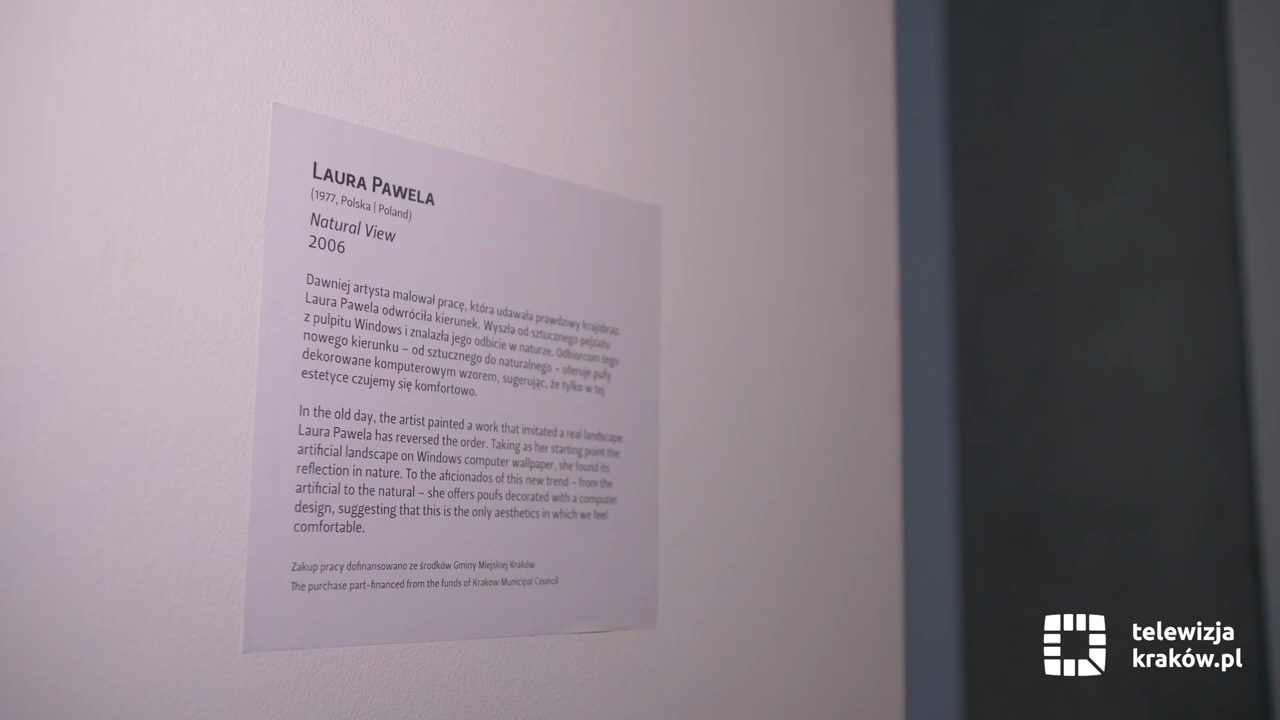 LAURA PAWELA
(1977, Polska | Poland)
Natural View
2006
Dawniej artysta malował pracę, która udawała prawdziwy krajobraz.
Laura Pawela odwróciła kierunek. Wyszła od sztucznego pejzażu
z pulpitu Windows i znalazła jego odbicie w naturze. Odbiorcom tego
nowego kierunku – od sztucznego do naturalnego – oferuje pufy
dekorowane komputerowym wzorem, sugerując, że tylko w tej
estetyce czujemy się komfortowo.
In the old day, the artist painted a work that imitated a real landscape.
Laura Pawela has reversed the order. Taking as her starting point the
artificial landscape on Windows computer wallpaper, she found its
reflection in nature. To the aficionados of this new trend – from the
artificial to the natural – she offers poufs decorated with a computer
design, suggesting that this is the only aesthetics in which we feel
comfortable.
Zakup pracy dofinansowano ze środków Gminy Miejskiej Kraków
The purchase part-financed from the funds of Krakow Municipal Council
telewizja
kraków.pl